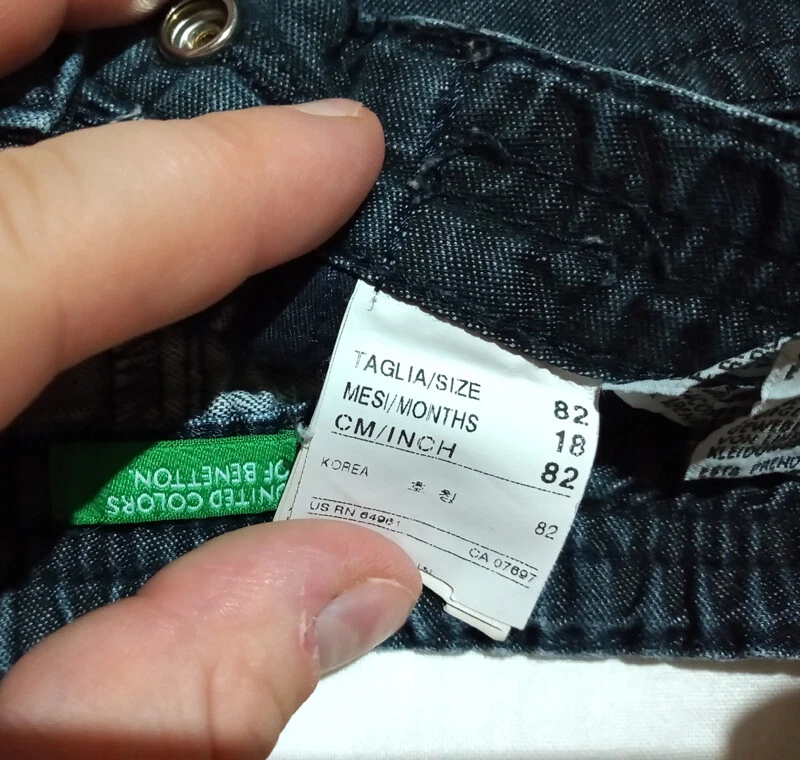 TAGLIA/SIZE 82
MESI/MONTHS 18
CM/INCH 82
KOREA 호칭 82
US RN 64961
CA 07697
UNITED COLORS
OF BENETTON.